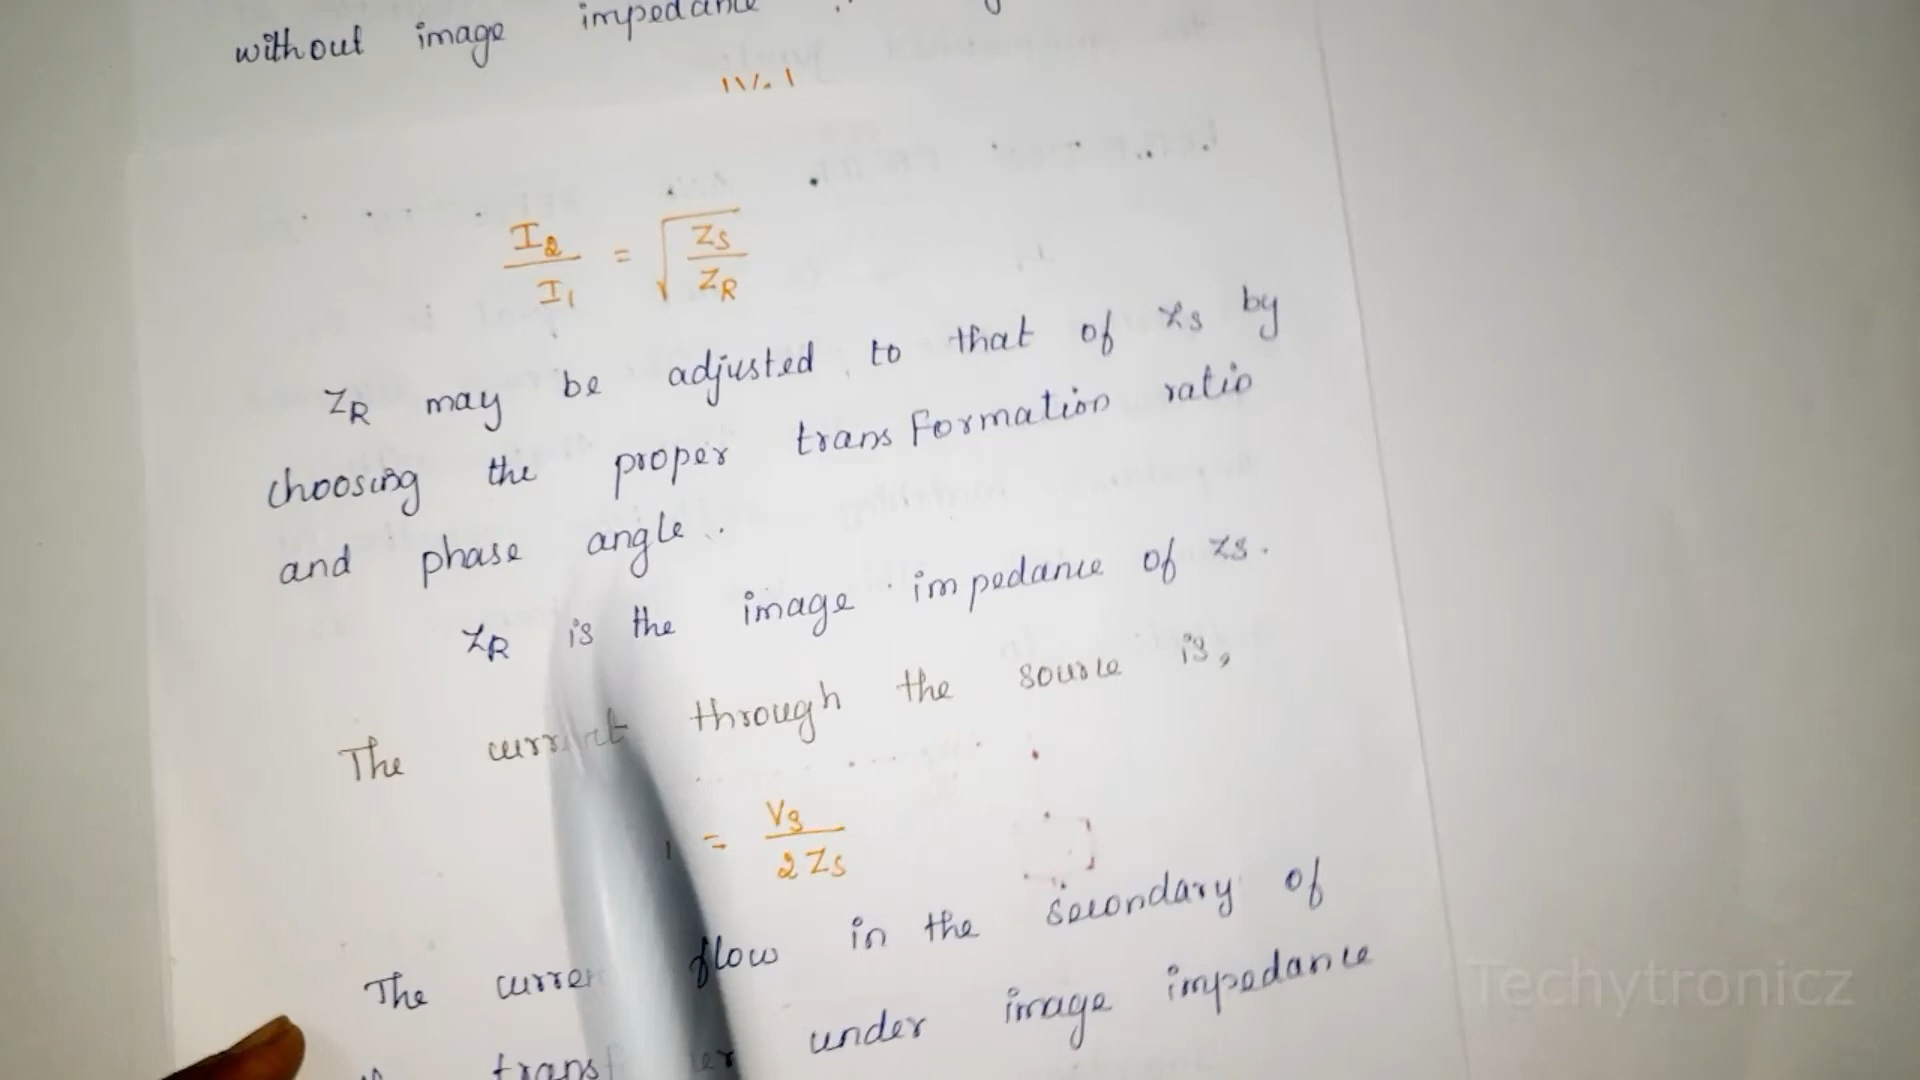 without image impedance
I2/I1 = √(ZS/ZR)
ZR may be adjusted to that of Zs by
choosing the proper transformation ratio
and phase angle.
ZR is the image impedance of Zs.
The current through the source is,
= Vs/2Zs
The flow in the secondary of
under image impedance
Techytronicz